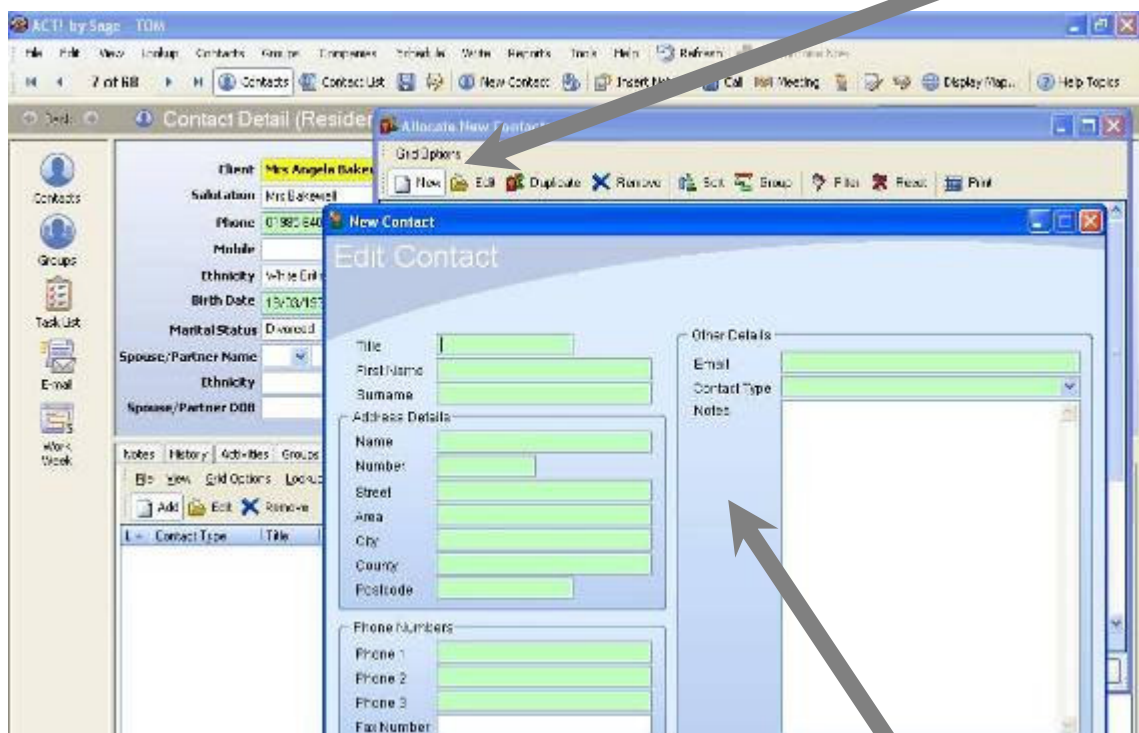 ACT! by Sage - TOM
File Edit View Lookup Contacts Groups Companies Schedule Write Reports Tools Help Refresh
7 of 68 Contacts Contact List New Contact Insert Call Meeting Display Map... Help Topics
Back Contact Detail (Resider
Allocate New Contact
Grid Options
New Edit Duplicate Remove Sort Group Filter Reset Print
Contacts
Groups
Task List
E-mail
Work Week
Client Mrs Angela Baker
Salutation Mrs Bakewell
Phone
Mobile
Ethnicity
Birth Date
Marital Status Divorced
Spouse/Partner Name
Ethnicity
Spouse/Partner DOB
Notes History Activities Groups
File View Grid Options Lookup
Add Edit Remove
Contact Type Title
New Contact
Edit Contact
Title
First Name
Surname
Address Details
Name
Number
Street
Area
City
County
Postcode
Phone Numbers
Phone 1
Phone 2
Phone 3
Fax Number
Other Details
Email
Contact Type
Notes